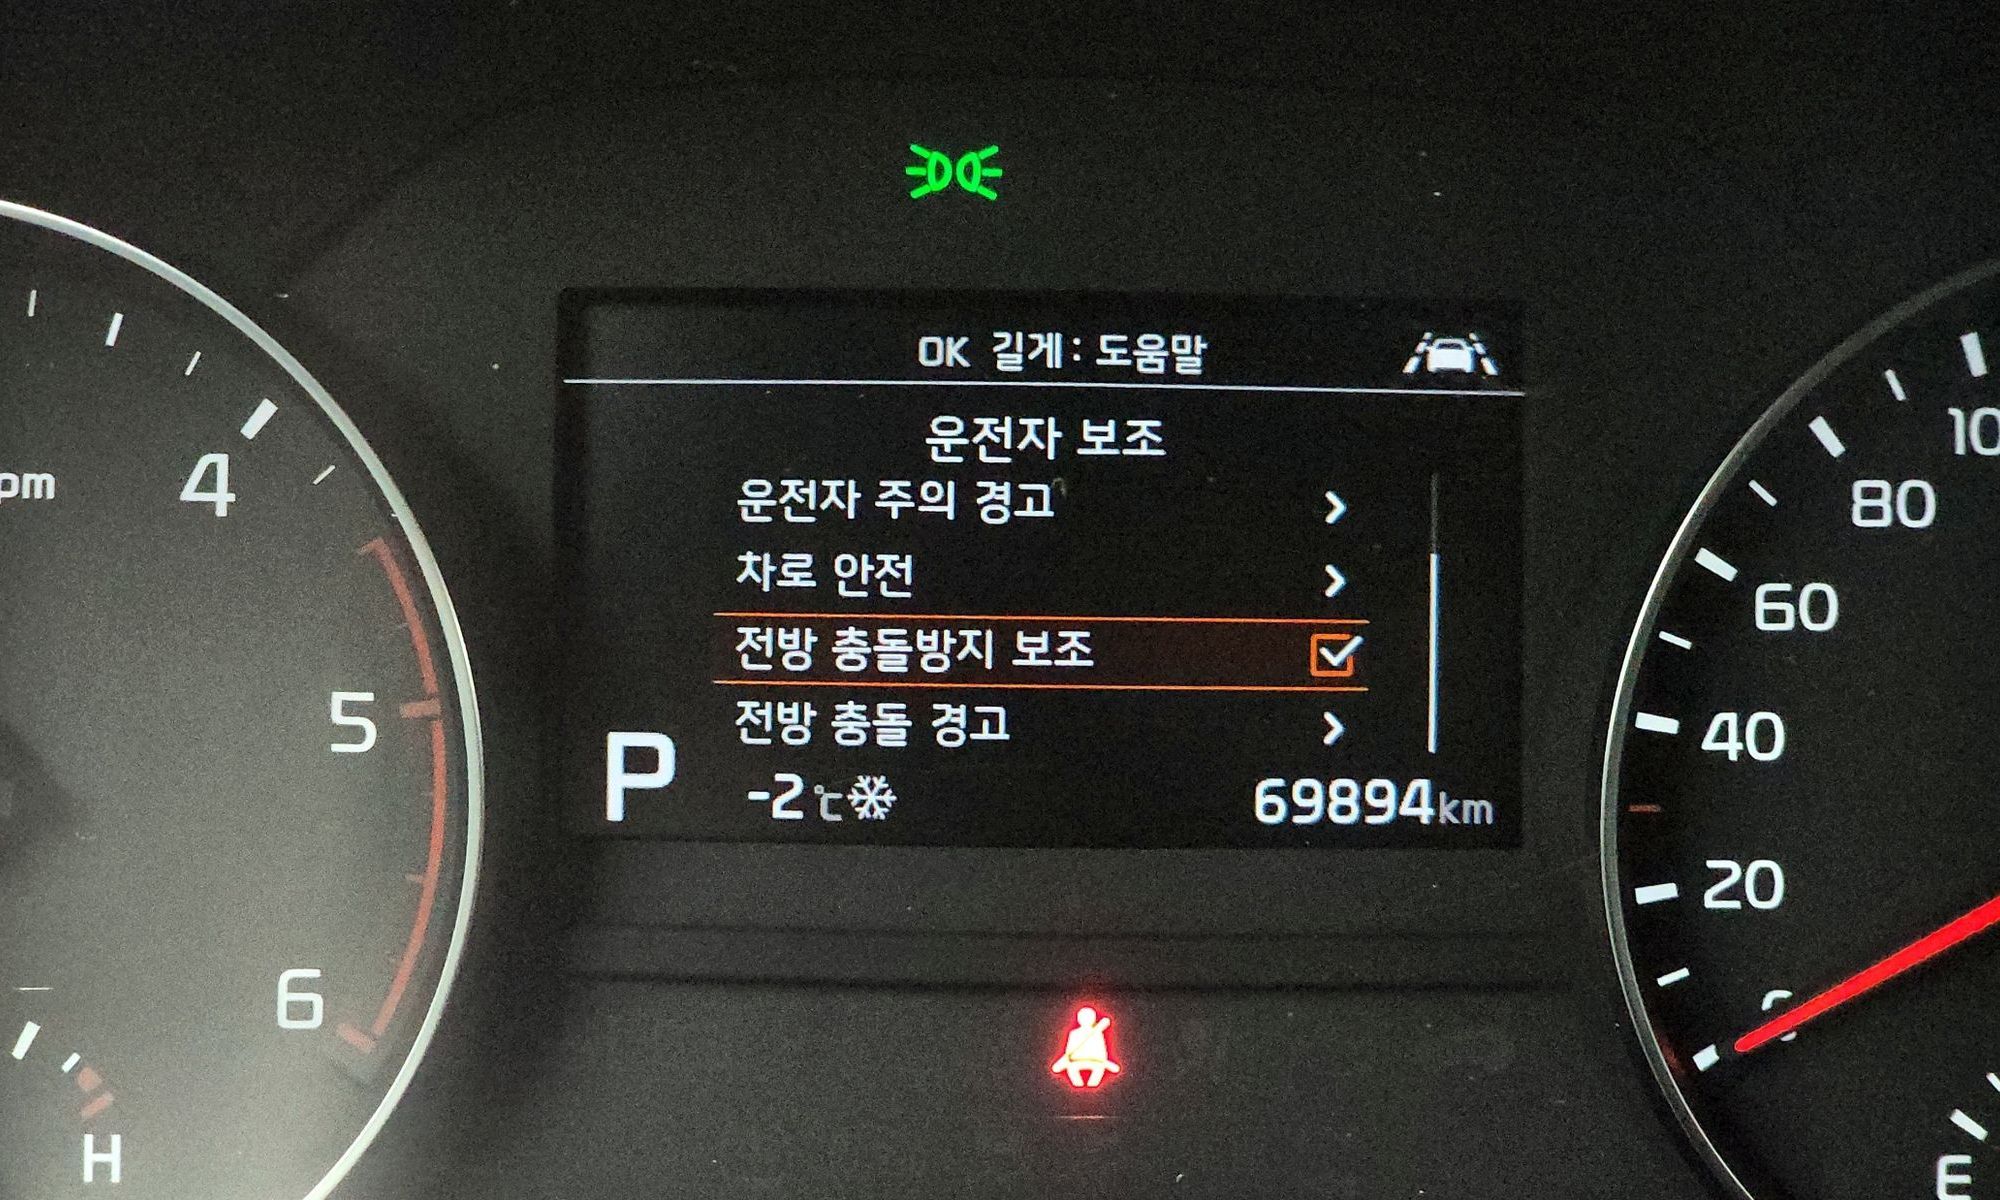 OK 길게: 도움말
운전자 보조
운전자 주의 경고
차로 안전
전방 충돌방지 보조
전방 충돌 경고
P
-2℃
69894km
4
5
6
H
10
80
60
40
20
E